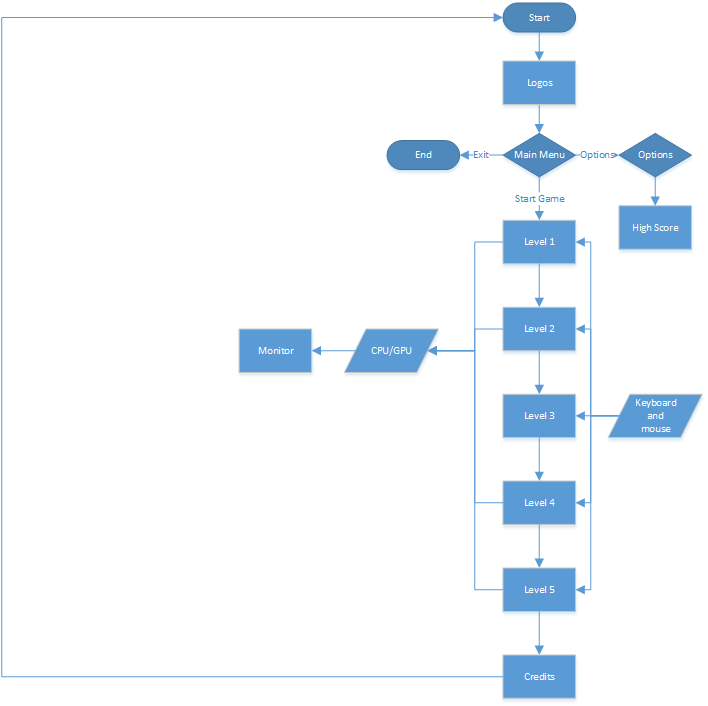 Start
Logos
End
Exit
Main Menu
Options
Options
Start Game
High Score
Level 1
Level 2
Monitor
CPU/GPU
Level 3
Keyboard
and
mouse
Level 4
Level 5
Credits